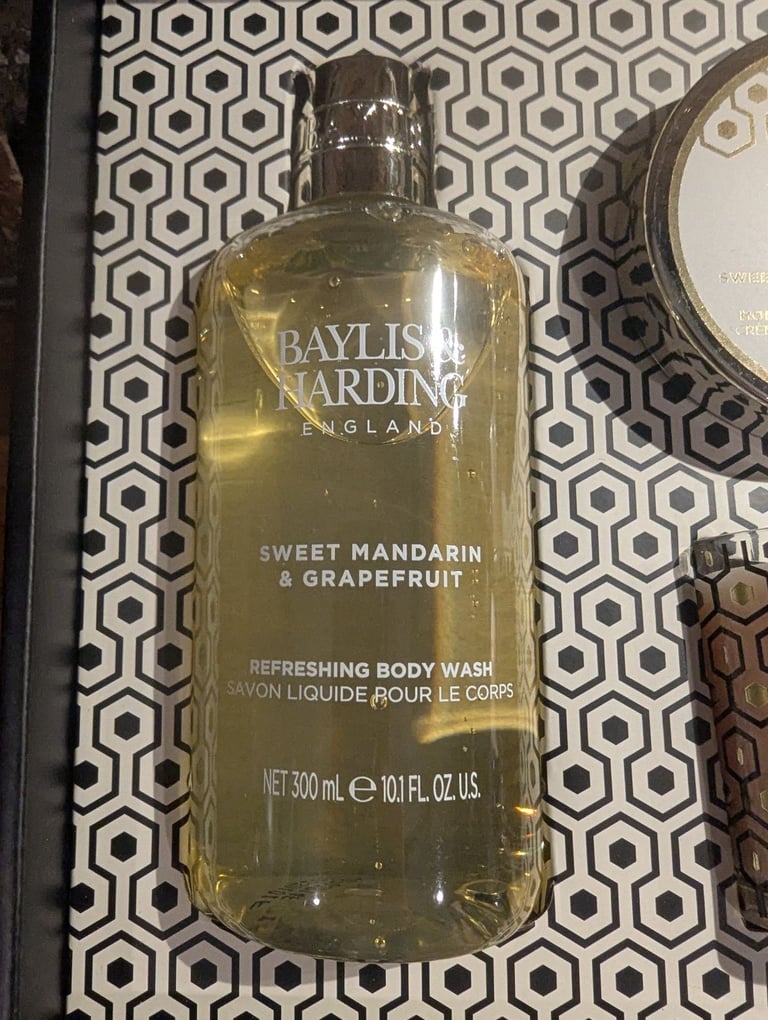 BAYLIS &
HARDING
ENGLAND
SWEET MANDARIN
& GRAPEFRUIT
REFRESHING BODY WASH
SAVON LIQUIDE POUR LE CORPS
NET 300 mL e 10.1 FL. OZ. U.S.